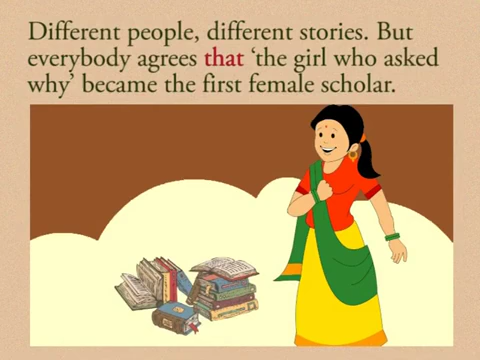 Different people, different stories. But
everybody agrees that ‘the girl who asked
why’ became the first female scholar.